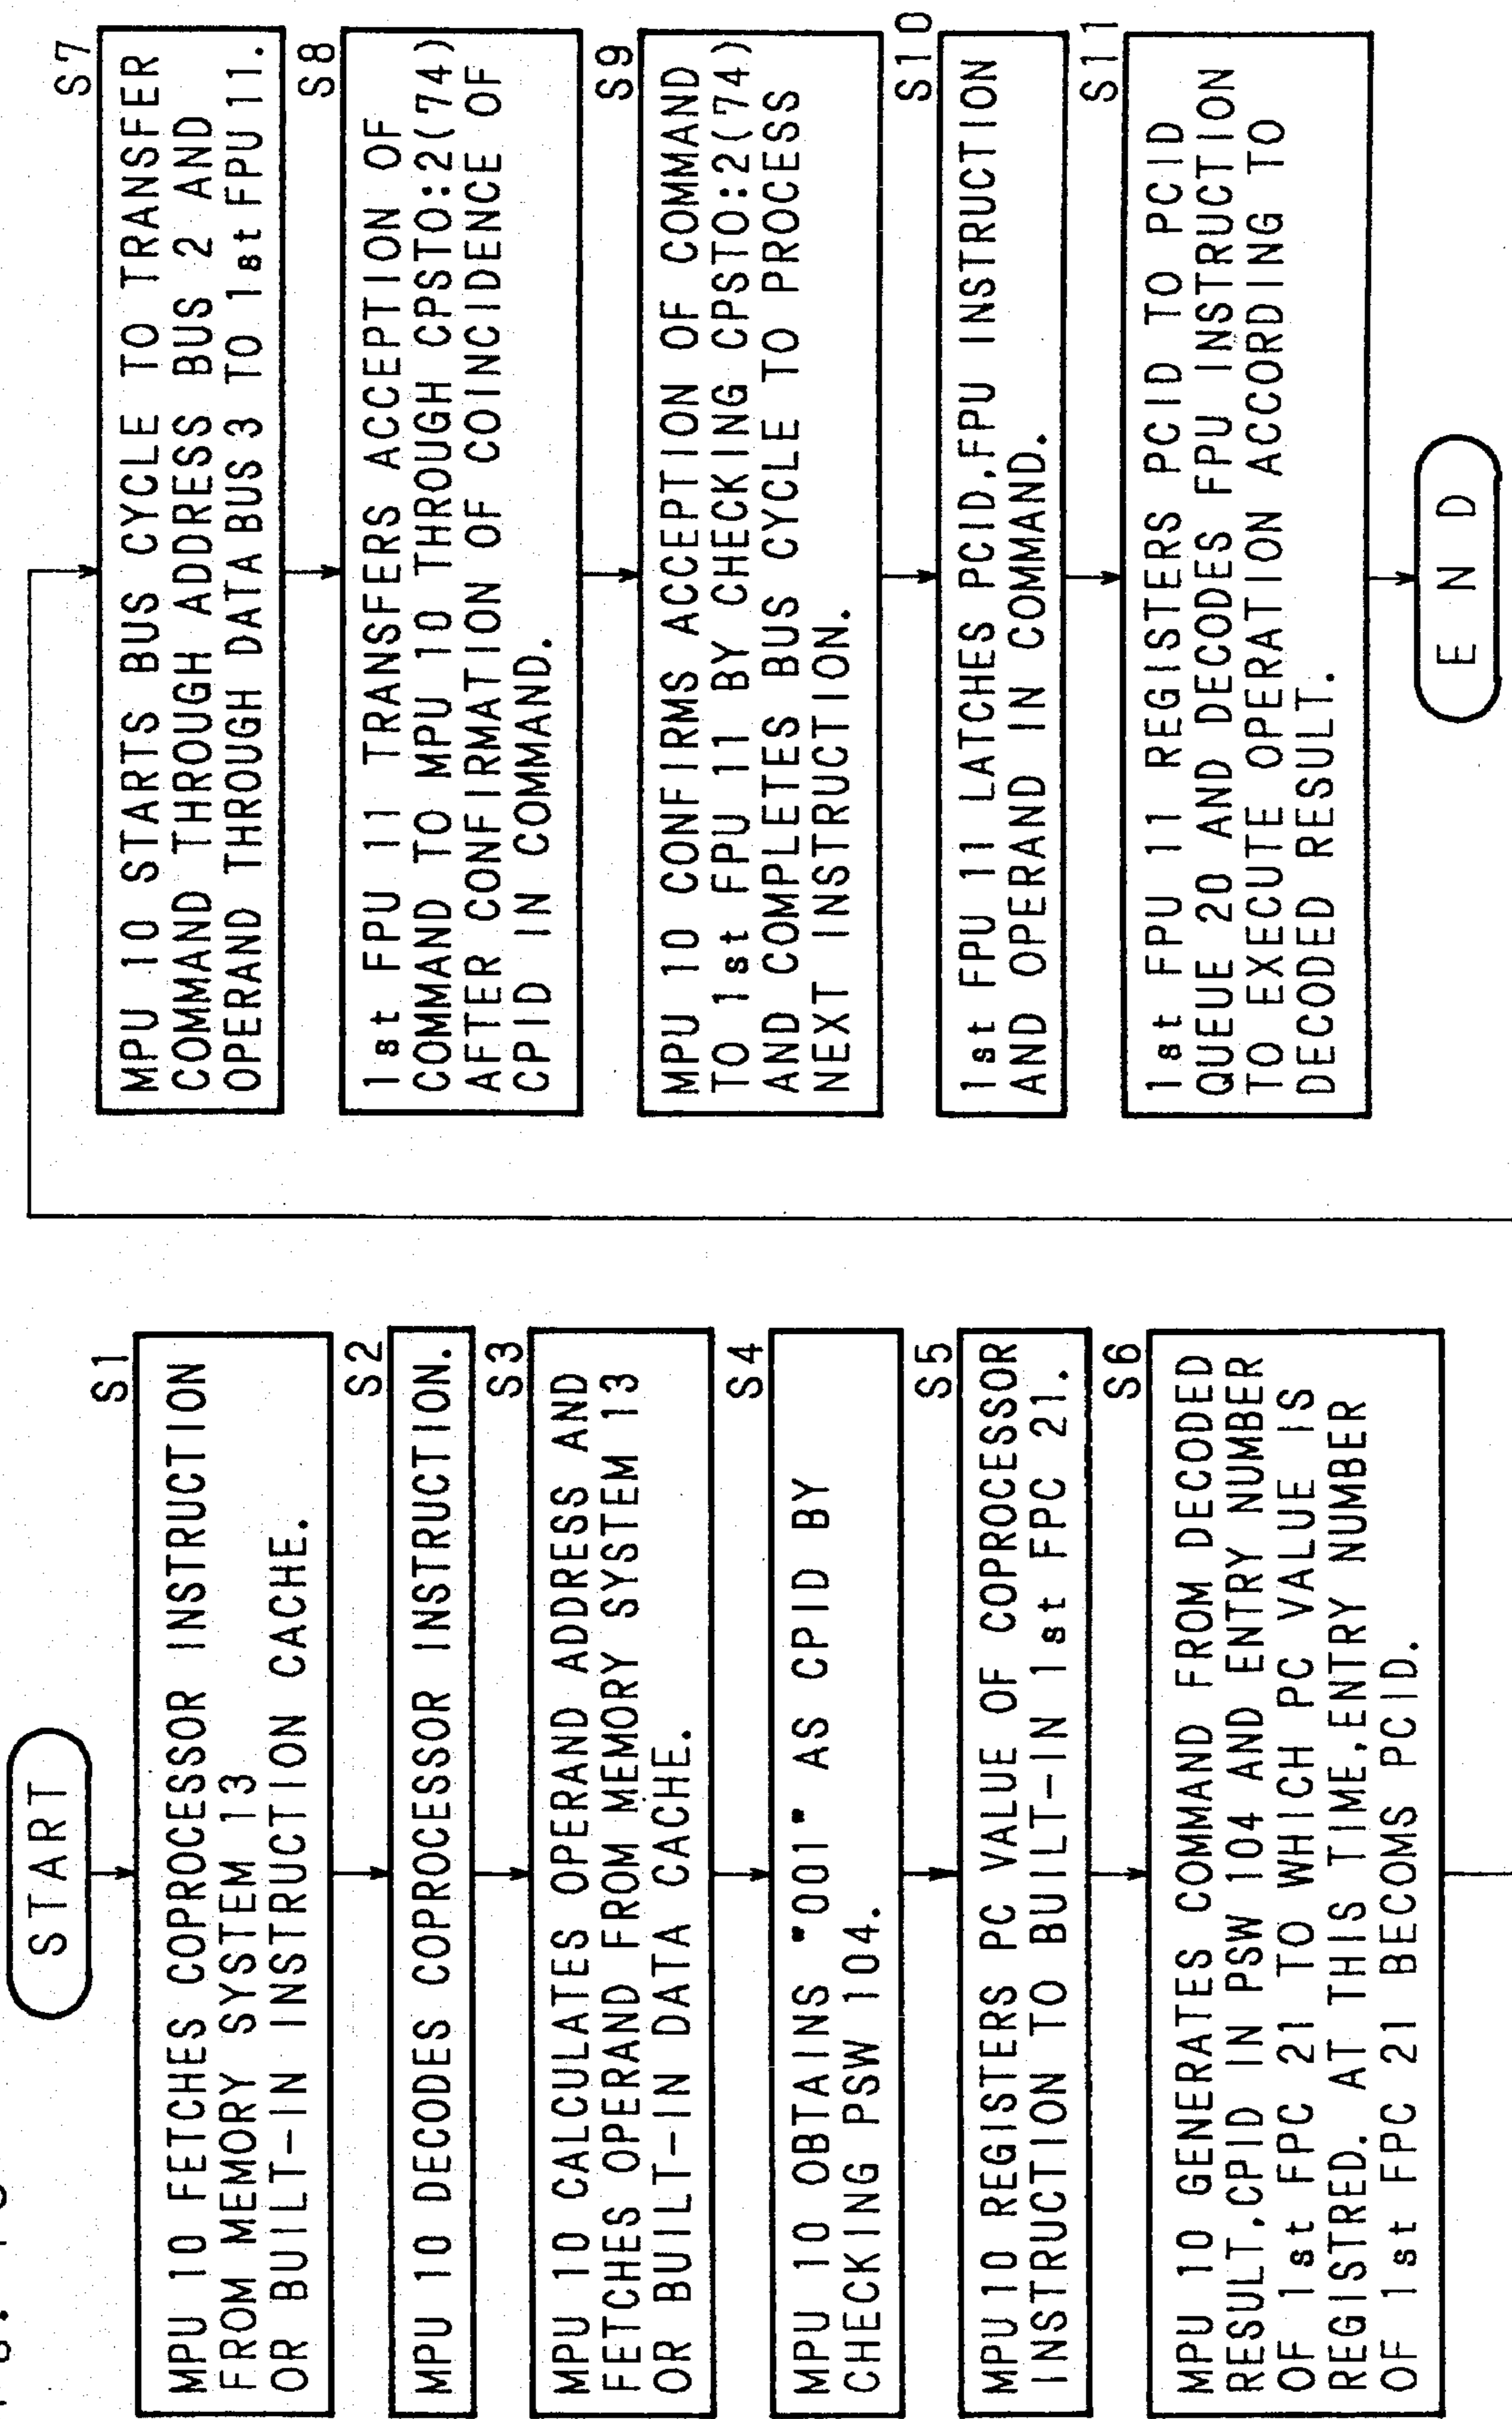 START
S1
MPU 10 FETCHES COPROCESSOR INSTRUCTION
FROM MEMORY SYSTEM 13
OR BUILT-IN INSTRUCTION CACHE.
S2
MPU 10 DECODES COPROCESSOR INSTRUCTION.
S3
MPU 10 CALCULATES OPERAND ADDRESS AND
FETCHES OPERAND FROM MEMORY SYSTEM 13
OR BUILT-IN DATA CACHE.
S4
MPU 10 OBTAINS "001" AS CPID BY
CHECKING PSW 104.
S5
MPU 10 REGISTERS PC VALUE OF COPROCESSOR
INSTRUCTION TO BUILT-IN 1st FPC 21.
S6
MPU 10 GENERATES COMMAND FROM DECODED
RESULT,CPID IN PSW 104 AND ENTRY NUMBER
OF 1st FPC 21 TO WHICH PC VALUE IS
REGISTRED. AT THIS TIME,ENTRY NUMBER
OF 1st FPC 21 BECOMS PCID.
S7
MPU 10 STARTS BUS CYCLE TO TRANSFER
COMMAND THROUGH ADDRESS BUS 2 AND
OPERAND THROUGH DATA BUS 3 TO 1st FPU 11.
S8
1st FPU 11 TRANSFERS ACCEPTION OF
COMMAND TO MPU 10 THROUGH CPST0:2(74)
AFTER CONFIRMATION OF COINCIDENCE OF
CPID IN COMMAND.
S9
MPU 10 CONFIRMS ACCEPTION OF COMMAND
TO 1st FPU 11 BY CHECKING CPST0:2(74)
AND COMPLETES BUS CYCLE TO PROCESS
NEXT INSTRUCTION.
S10
1st FPU 11 LATCHES PCID,FPU INSTRUCTION
AND OPERAND IN COMMAND.
S11
1st FPU 11 REGISTERS PCID TO PCID
QUEUE 20 AND DECODES FPU INSTRUCTION
TO EXECUTE OPERATION ACCORDING TO
DECODED RESULT.
END